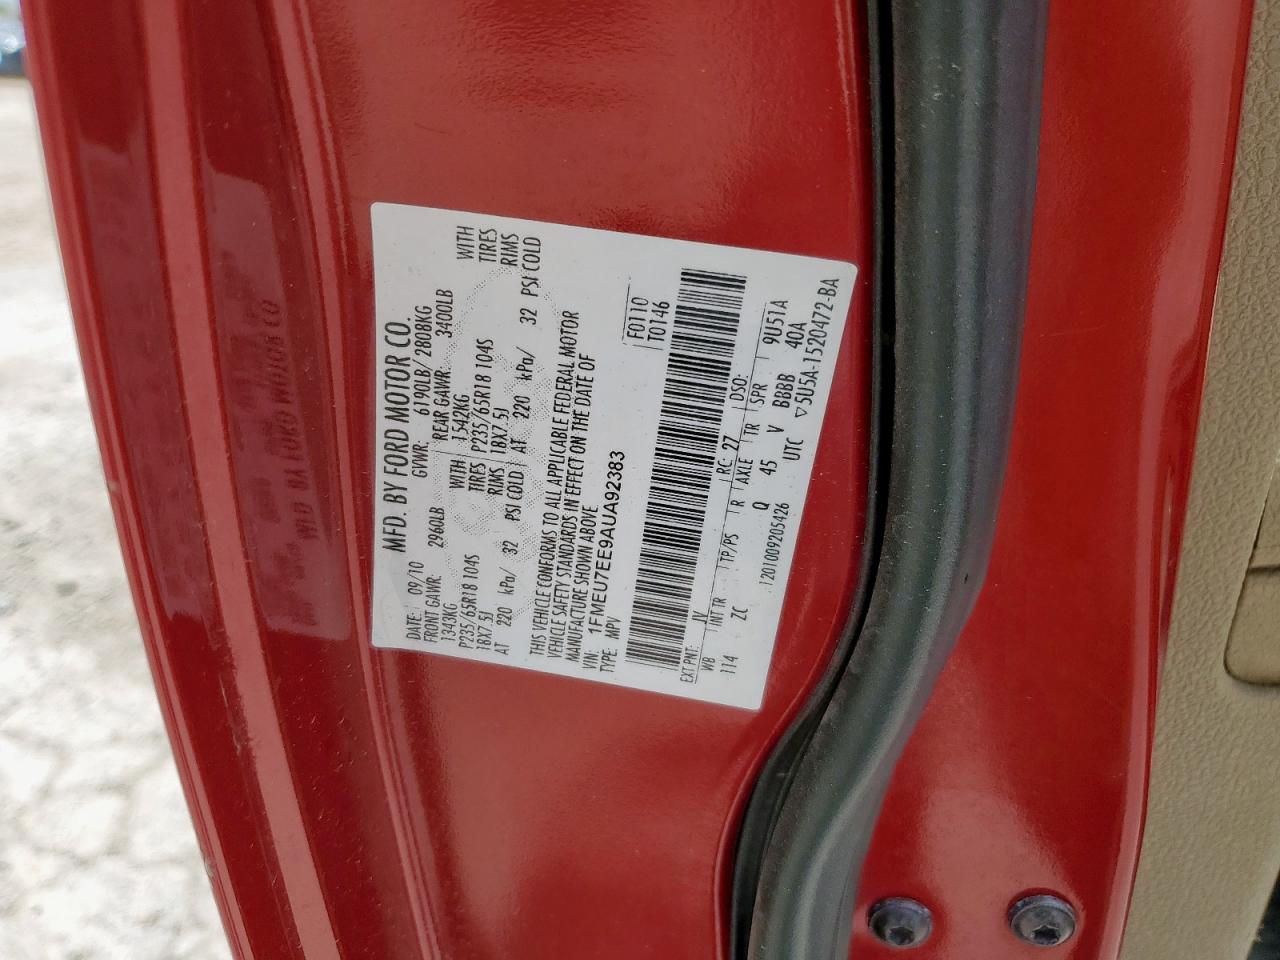 MFD. BY FORD MOTOR CO.
DATE: 09/10 GVWR: 6190LB/ 2808KG
FRONT GAWR: 2960LB REAR GAWR: 3400LB
1343KG WITH 1542KG WITH
P235/65R18 104S TIRES P235/65R18 104S TIRES
18X7.5J RIMS 18X7.5J RIMS
AT 220 kPa/ 32 PSI COLD AT 220 kPa/ 32 PSI COLD
THIS VEHICLE CONFORMS TO ALL APPLICABLE FEDERAL MOTOR
VEHICLE SAFETY STANDARDS IN EFFECT ON THE DATE OF
MANUFACTURE SHOWN ABOVE
VIN: 1FMEU7EE9AUA92383
TYPE: MPV
F0110
T0146
EXT PNT: JV RC: 27 DSO:
WB INT TR TP/PS R AXLE TR SPR
114 ZC Q 45 V BBBB 9U51A
40A
1201009205426 UTC ▽5U5A-1520472-BA